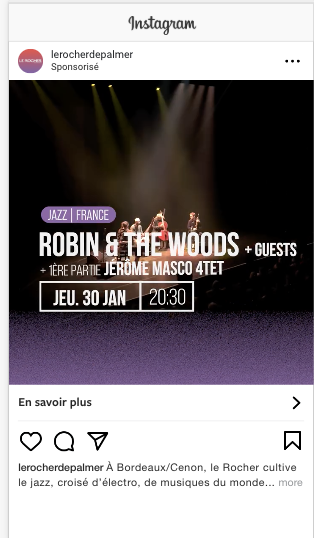 Instagram
LE ROCHER
lerocherdepalmer
Sponsorisé
JAZZ | FRANCE
ROBIN & THE WOODS + GUESTS
+ 1ÈRE PARTIE JÉRÔME MASCO 4TET
JEU. 30 JAN 20:30
En savoir plus
lerocherdepalmer À Bordeaux/Cenon, le Rocher cultive
le jazz, croisé d'électro, de musiques du monde... more